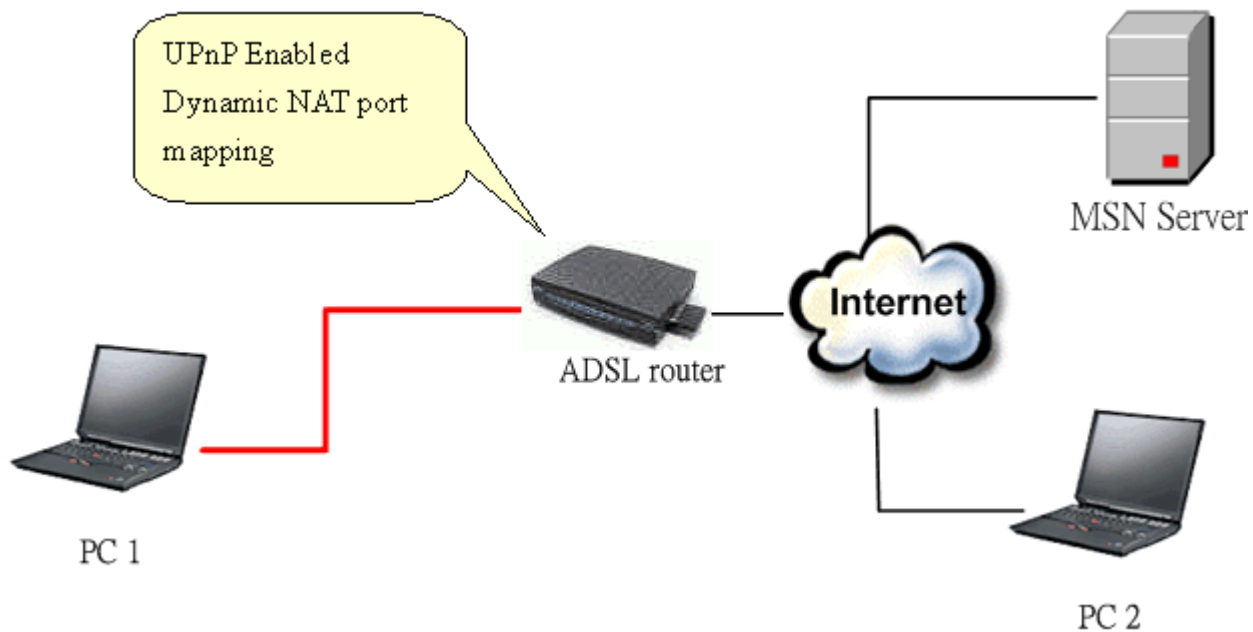 UPnP Enabled
Dynamic NAT port
mapping
MSN Server
Internet
ADSL router
PC 1
PC 2